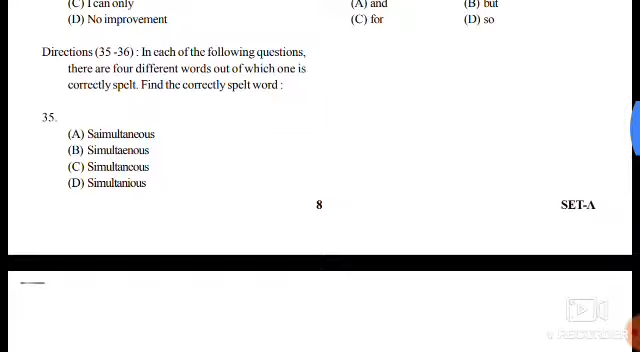 (C) I can only
(A) and
(B) but
(D) No improvement
(C) for
(D) so
Directions (35 -36) : In each of the following questions,
there are four different words out of which one is
correctly spelt. Find the correctly spelt word :
35.
(A) Saimultaneous
(B) Simultaenous
(C) Simultaneous
(D) Simultanious
8
SET-A
RECORDER